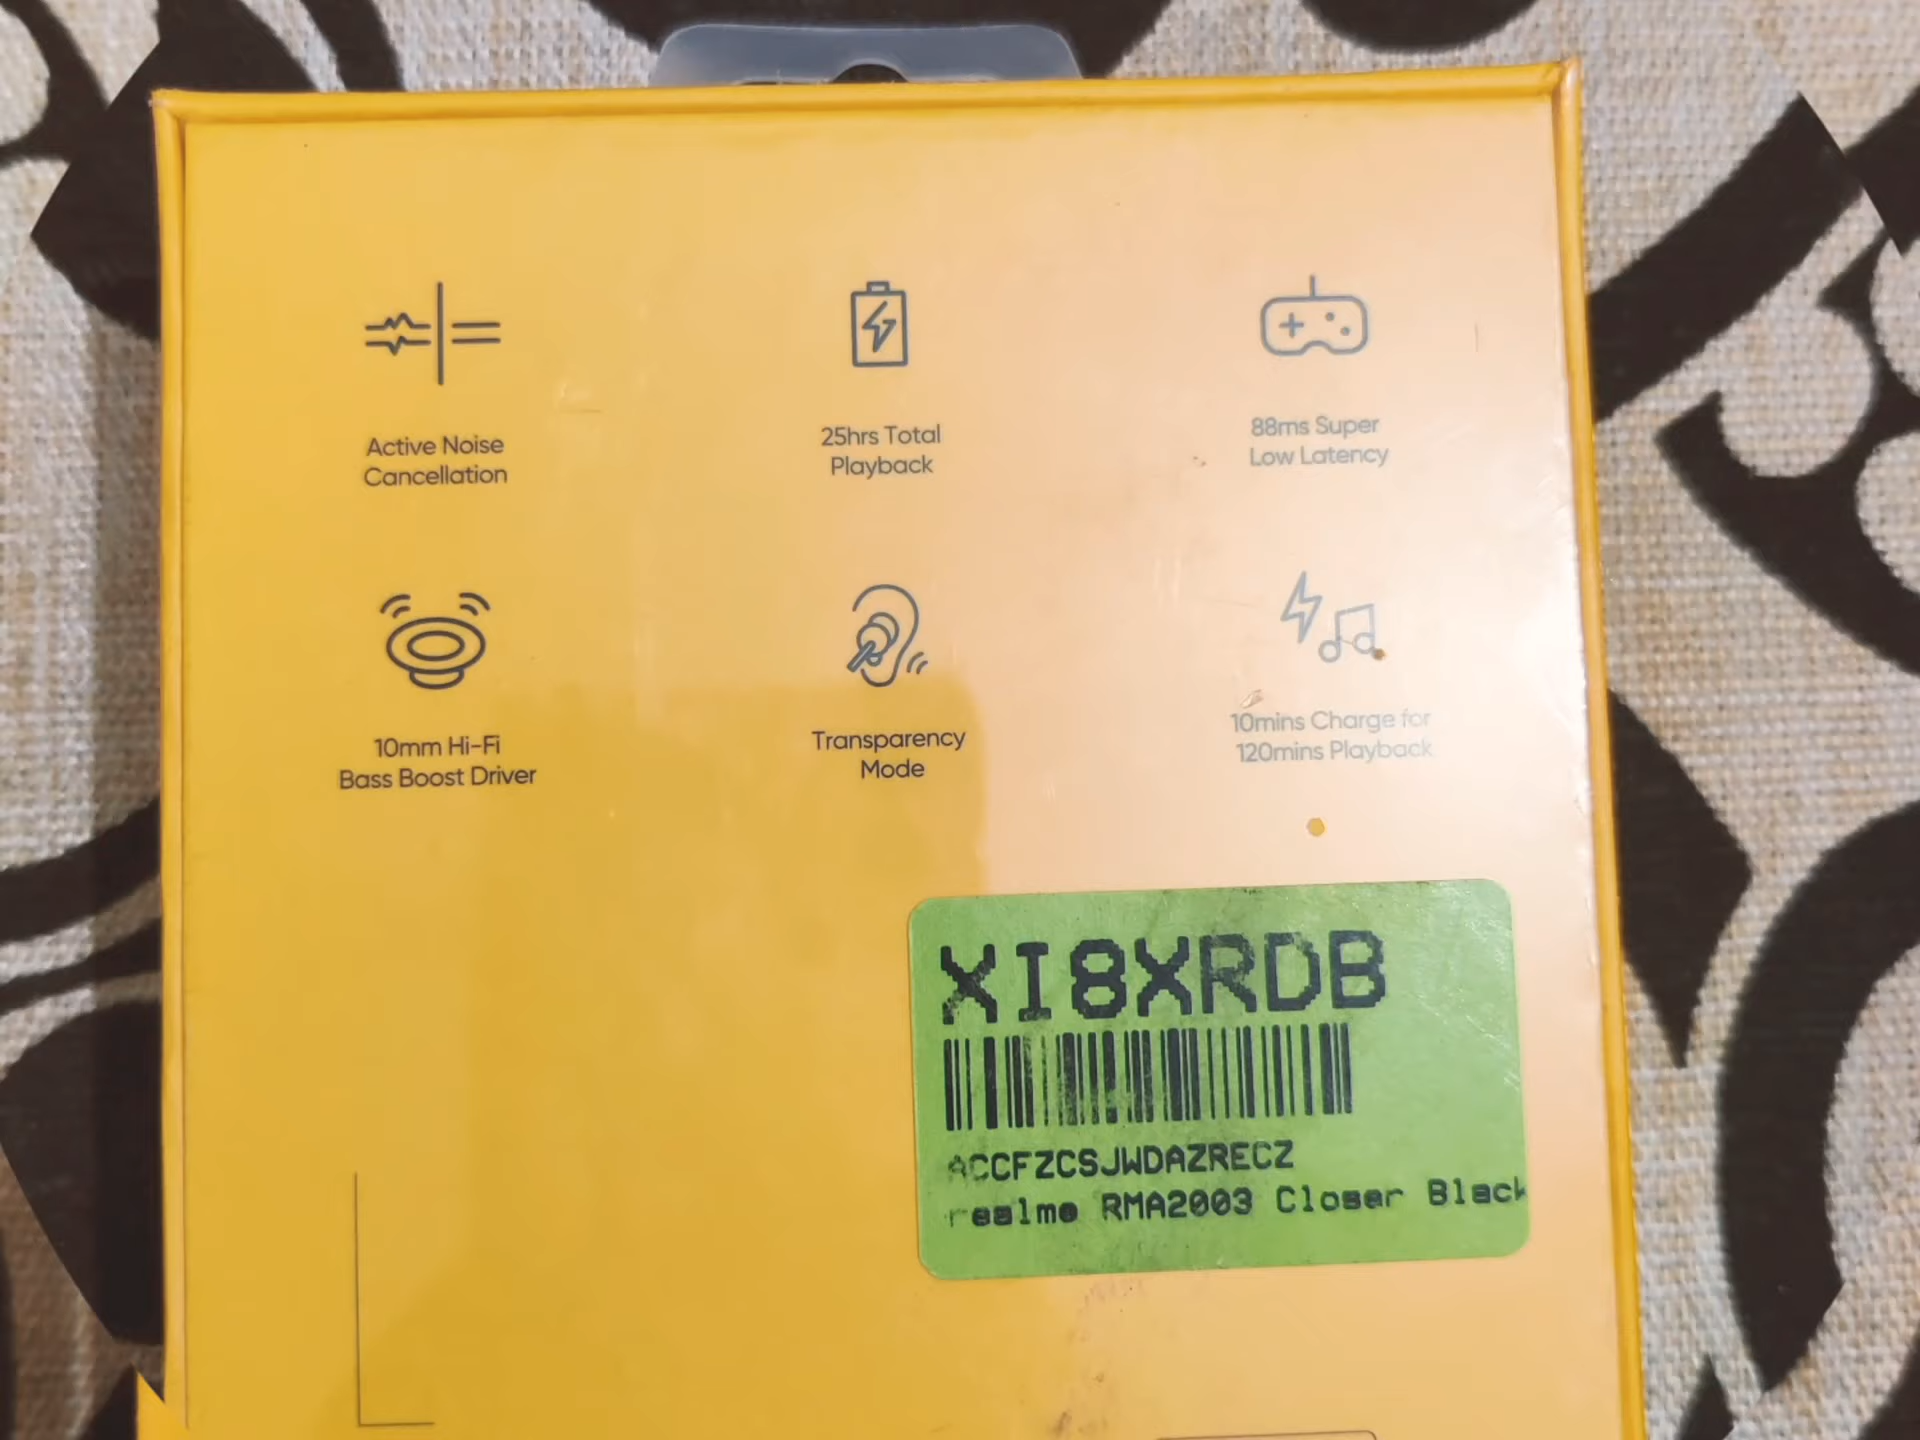 Active Noise
Cancellation
25hrs Total
Playback
88ms Super
Low Latency
10mm Hi-Fi
Bass Boost Driver
Transparency
Mode
10mins Charge for
120mins Playback
XI8XRDB
ACCFZCSJWDAZRECZ
realme RMA2003 Closer Black